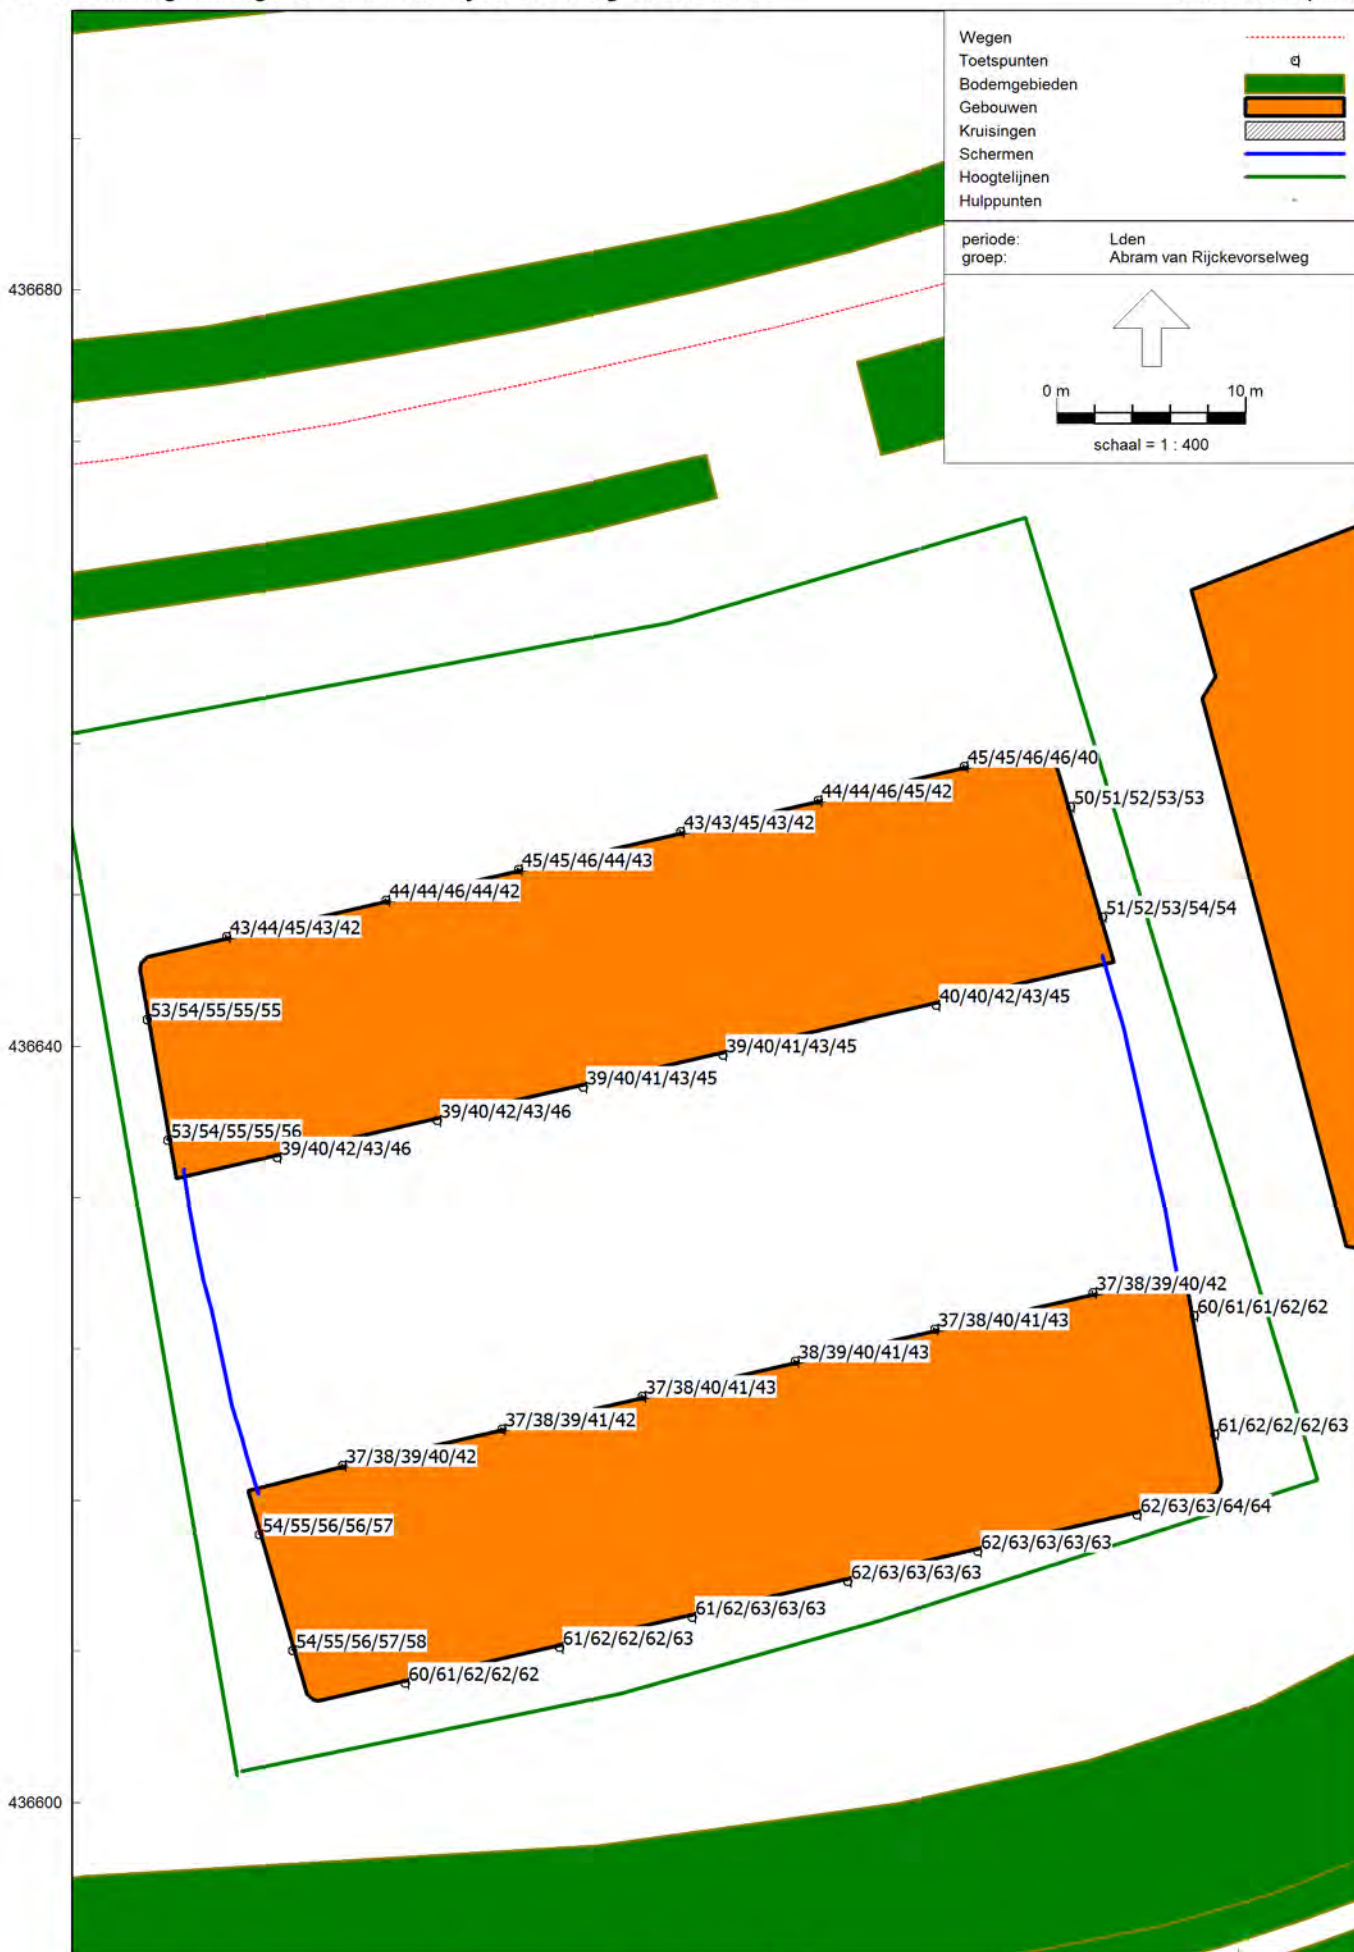 Wegen
Toetspunten
Bodemgebieden
Gebouwen
Kruisingen
Schermen
Hoogtelijnen
Hulppunten
periode: Lden
groep: Abram van Rijckevorselweg
0 m 10 m
schaal = 1 : 400
436680
45/45/46/46/40
44/44/46/45/42
50/51/52/53/53
43/43/45/43/42
45/45/46/44/43
44/44/46/44/42
51/52/53/54/54
43/44/45/43/42
40/40/42/43/45
53/54/55/55/55
436640
39/40/41/43/45
39/40/41/43/45
39/40/42/43/46
53/54/55/55/56
39/40/42/43/46
37/38/39/40/42
60/61/61/62/62
37/38/40/41/43
38/39/40/41/43
37/38/40/41/43
37/38/39/41/42
61/62/62/62/63
37/38/39/40/42
62/63/63/64/64
54/55/56/56/57
62/63/63/63/63
62/63/63/63/63
61/62/63/63/63
61/62/62/62/63
54/55/56/57/58
60/61/62/62/62
436600